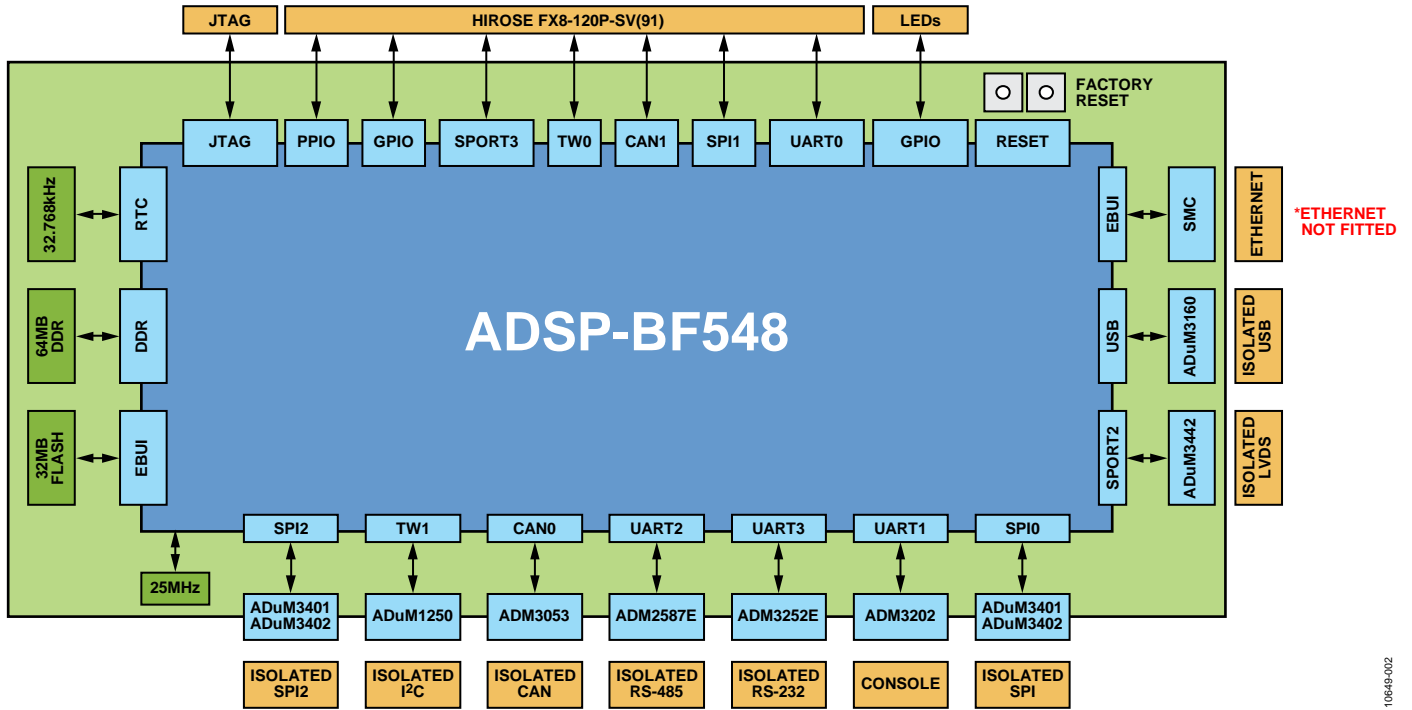 JTAG
HIROSE FX8-120P-SV(91)
LEDs
FACTORY
RESET
JTAG
PPIO
GPIO
SPORT3
TW0
CAN1
SPI1
UART0
GPIO
RESET
32.768kHz
RTC
EBUI
SMC
ETHERNET
*ETHERNET
NOT FITTED
64MB
DDR
DDR
ADSP-BF548
USB
ADuM3160
ISOLATED
USB
32MB
FLASH
EBUI
SPORT2
ADuM3442
ISOLATED
LVDS
SPI2
TW1
CAN0
UART2
UART3
UART1
SPI0
25MHz
ADuM3401
ADuM3402
ADuM1250
ADM3053
ADM2587E
ADM3252E
ADM3202
ADuM3401
ADuM3402
ISOLATED
SPI2
ISOLATED
I²C
ISOLATED
CAN
ISOLATED
RS-485
ISOLATED
RS-232
CONSOLE
ISOLATED
SPI
10649-002